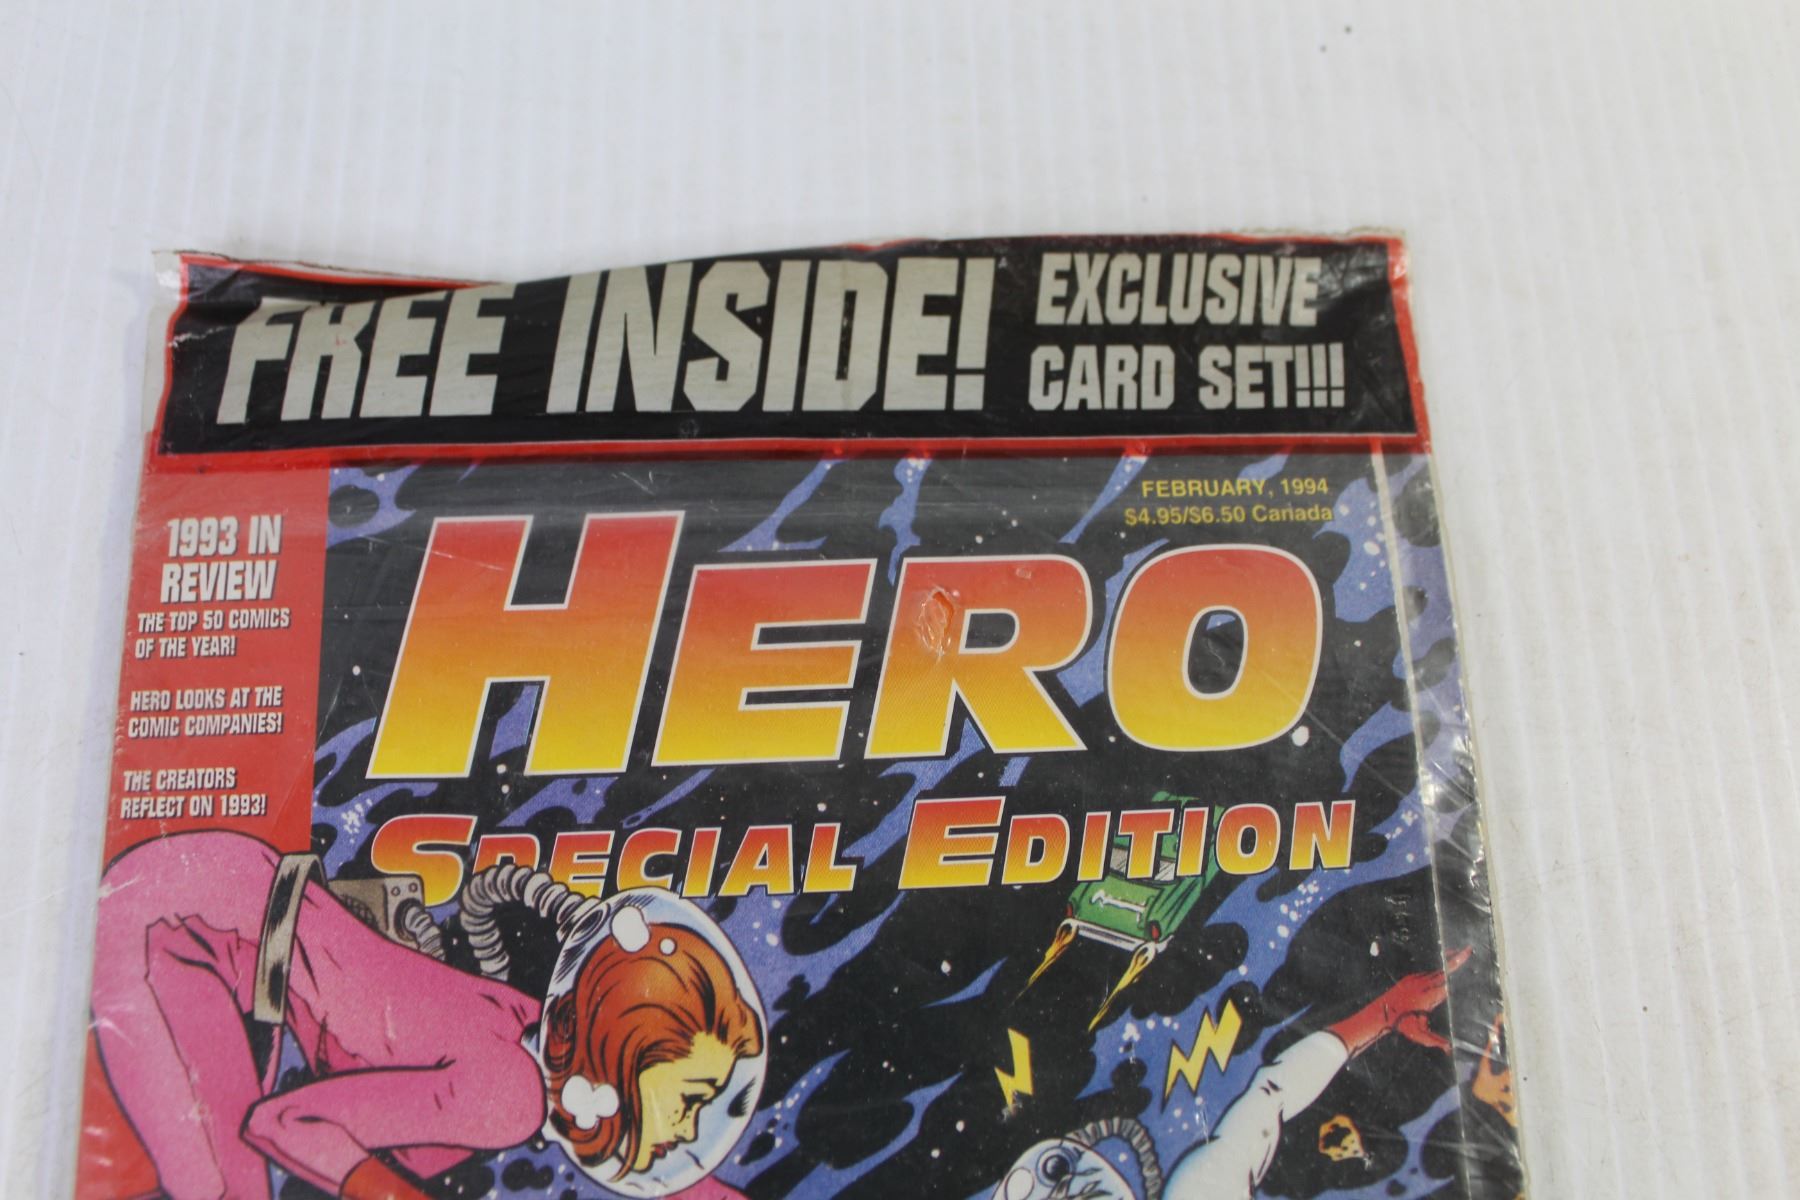 FREE INSIDE!
EXCLUSIVE
CARD SET!!!
FEBRUARY, 1994
$4.95/$6.50 Canada
1993 IN
REVIEW
THE TOP 50 COMICS
OF THE YEAR!
HERO LOOKS AT THE
COMIC COMPANIES!
THE CREATORS
REFLECT ON 1993!
HERO
SPECIAL EDITION